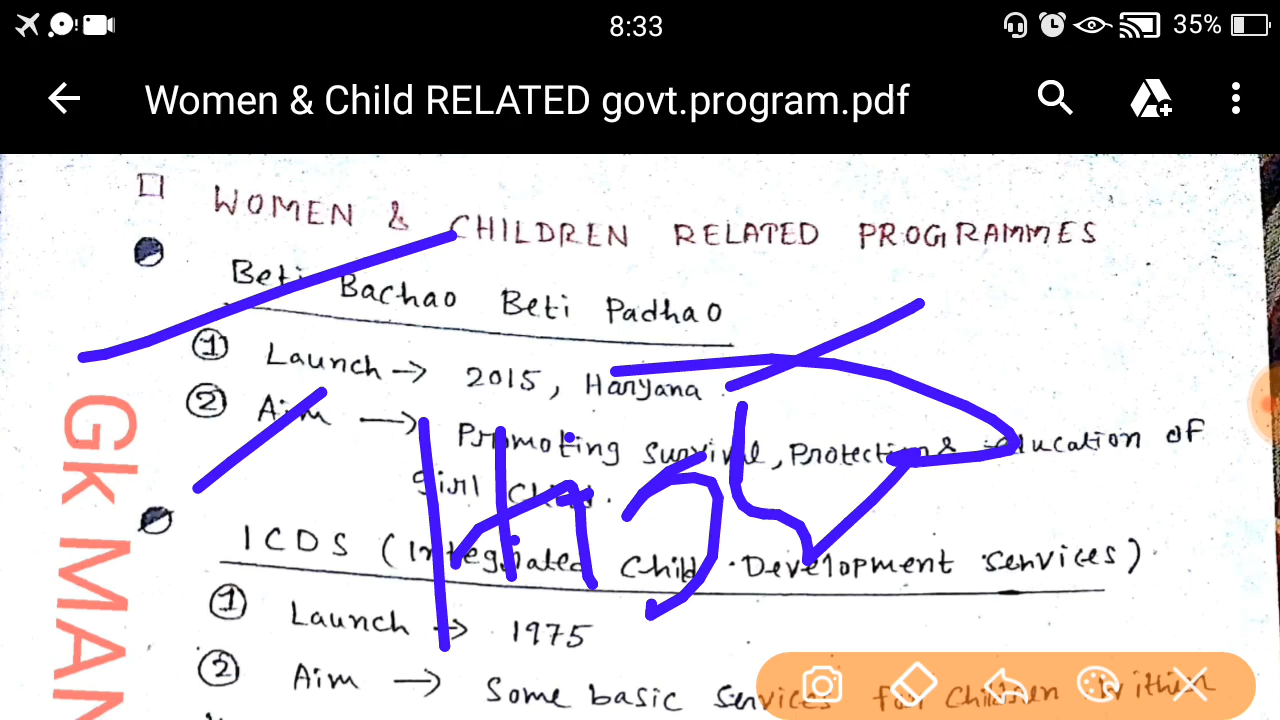 8:33
35%
Women & Child RELATED govt.program.pdf
WOMEN & CHILDREN RELATED PROGRAMMES
Beti Bachao Beti Padhao
① Launch → 2015, Haryana
② Aim → Promoting Survival, Protection & education of
girl child.
ICDS (Integrated Child Development Services)
① Launch → 1975
② Aim → Some basic Services for Children Within
GK MAN